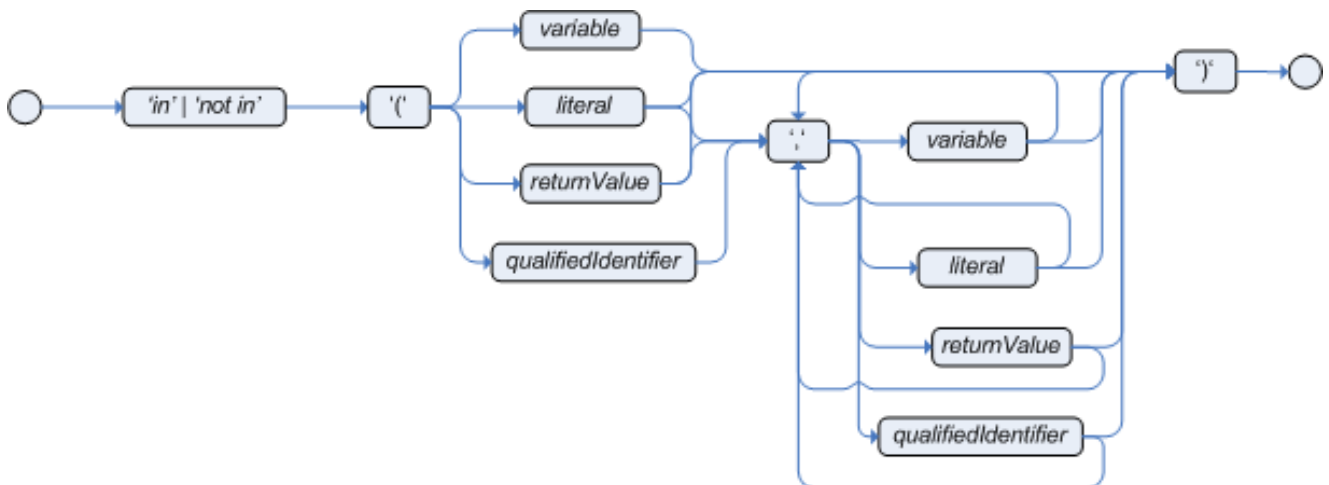 variable
‘in’ | ‘not in’
'('
literal
returnValue
qualifiedIdentifier
‘,’
variable
literal
returnValue
qualifiedIdentifier
‘)‘